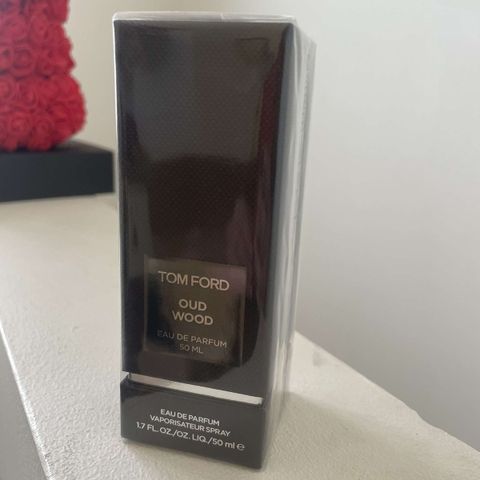 TOM FORD
OUD
WOOD
EAU DE PARFUM
50 ML
EAU DE PARFUM
VAPORISATEUR SPRAY
1.7 FL.OZ./OZ. LIQ./50 ml e